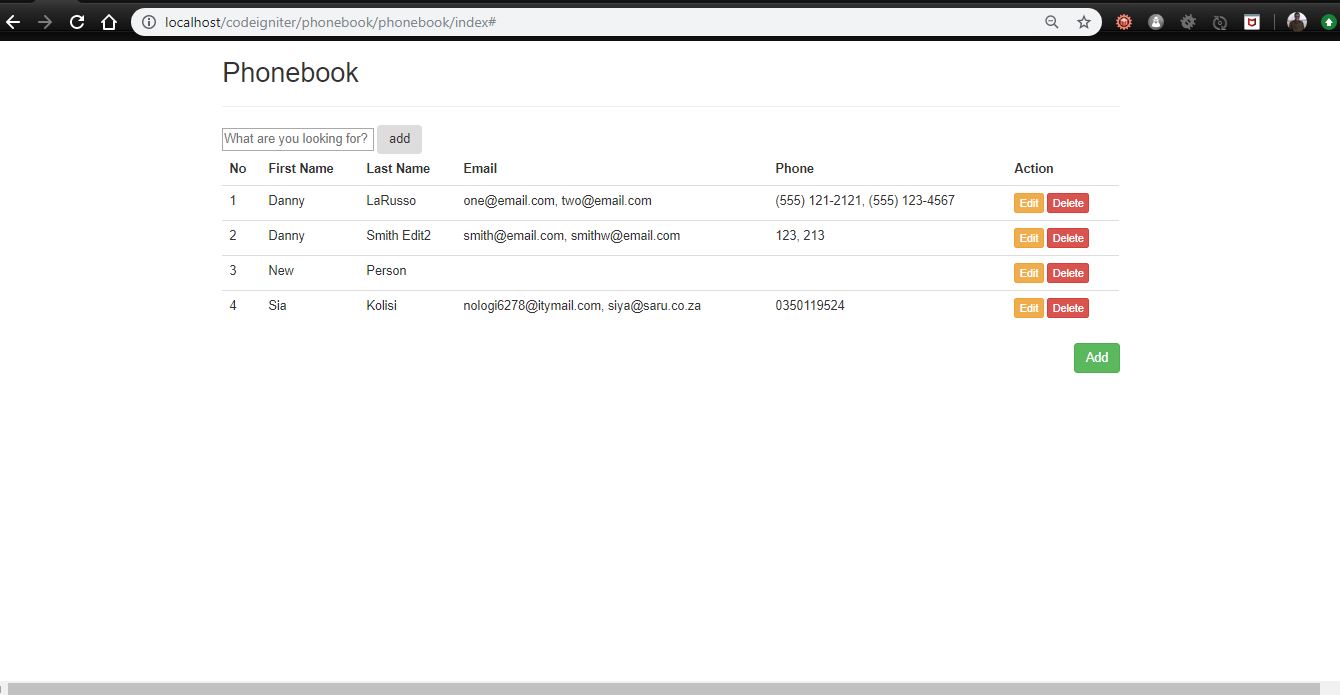 localhost/codeigniter/phonebook/phonebook/index#
Phonebook
What are you looking for? add
No First Name Last Name Email Phone Action
1 Danny LaRusso one@email.com, two@email.com (555) 121-2121, (555) 123-4567 Edit Delete
2 Danny Smith Edit2 smith@email.com, smithw@email.com 123, 213 Edit Delete
3 New Person Edit Delete
4 Sia Kolisi nologi6278@itymail.com, siya@saru.co.za 0350119524 Edit Delete
Add